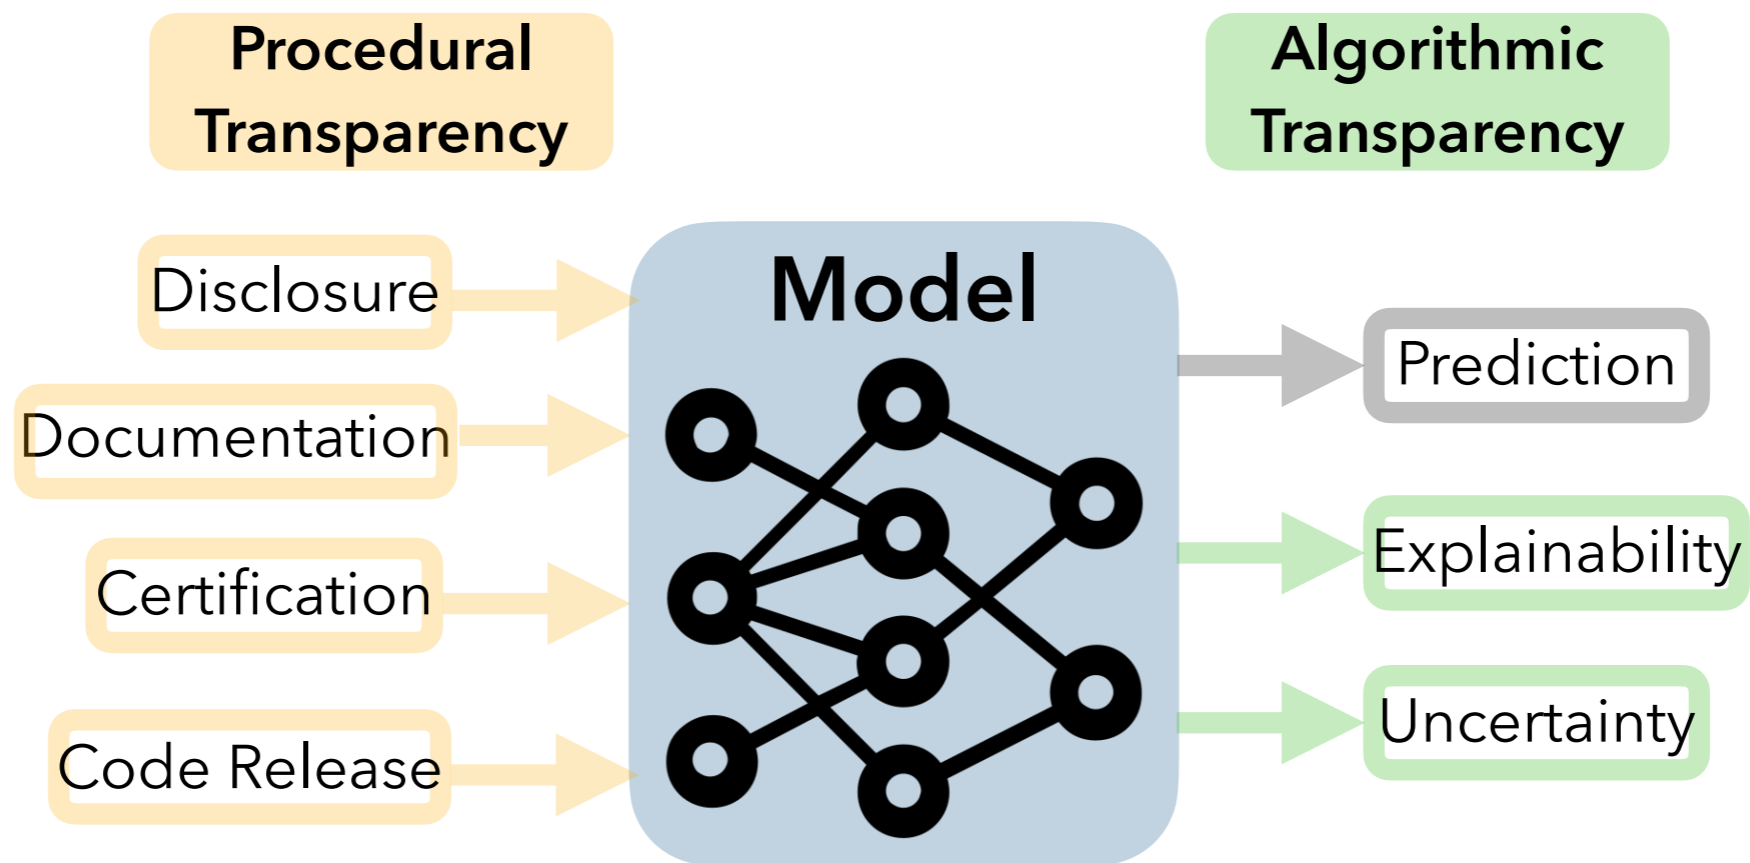 Procedural
Transparency
Algorithmic
Transparency
Disclosure
Documentation
Certification
Code Release
Model
Prediction
Explainability
Uncertainty